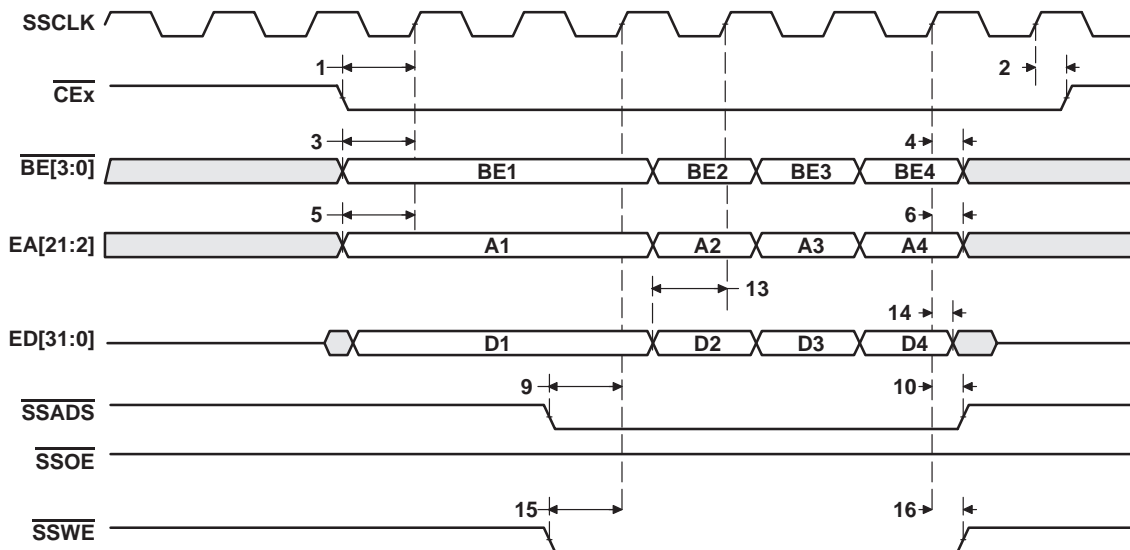 SSCLK
1
2
CEx
3
4
BE[3:0]
BE1
BE2
BE3
BE4
5
6
EA[21:2]
A1
A2
A3
A4
13
14
ED[31:0]
D1
D2
D3
D4
9
10
SSADS
SSOE
15
16
SSWE